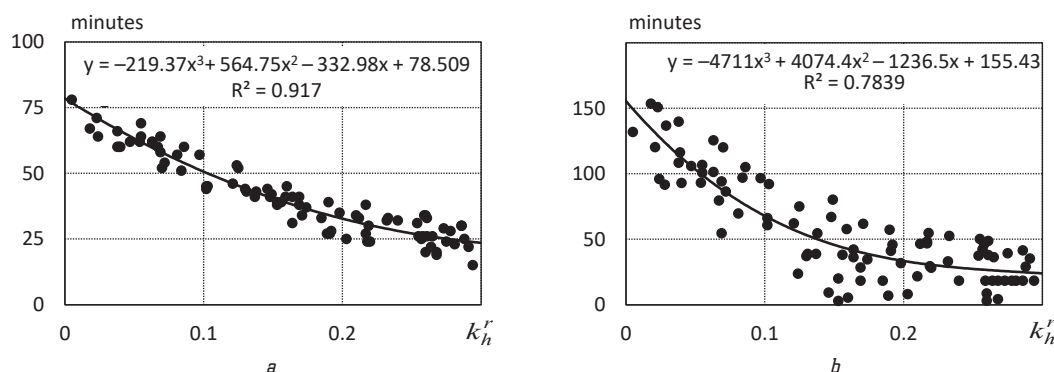 minutes
100
75
50
25
0
y = –219.37x³+ 564.75x² – 332.98x + 78.509
R² = 0.917
0 0.1 0.2 k_h^r
a
minutes
150
100
50
0
y = –4711x³ + 4074.4x² – 1236.5x + 155.43
R² = 0.7839
0 0.1 0.2 k_h^r
b